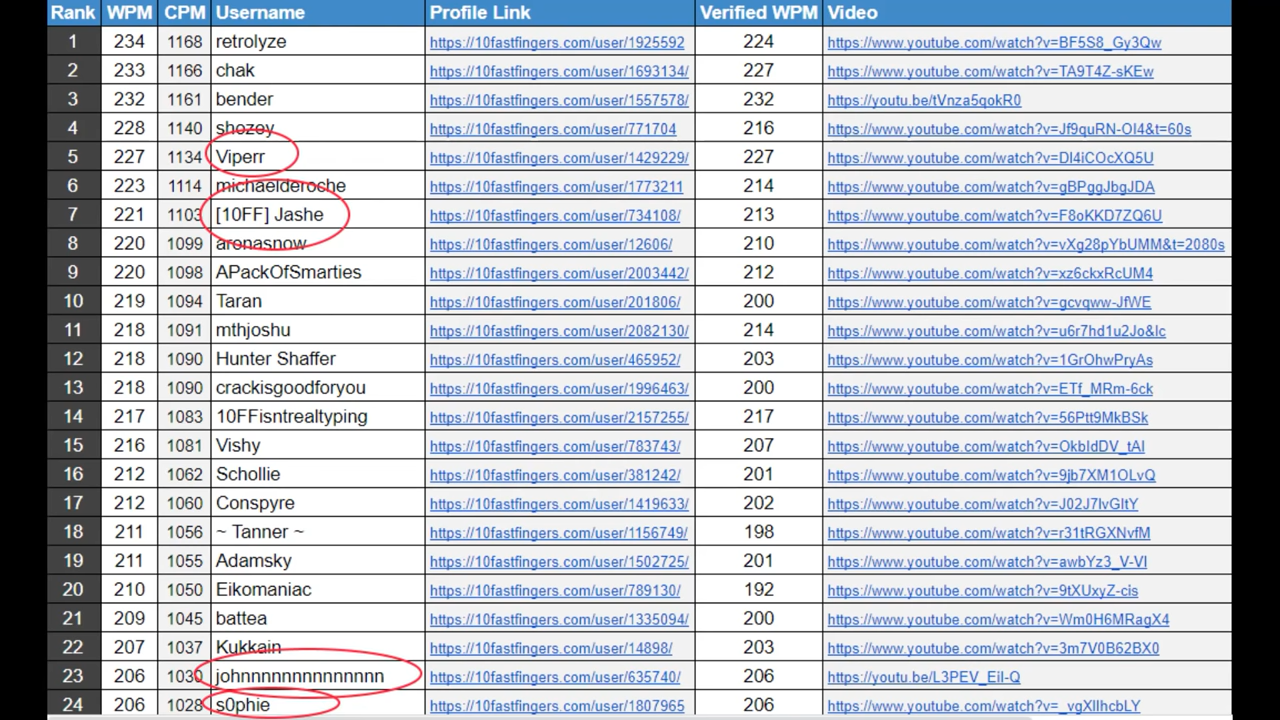 Rank WPM CPM Username Profile Link Verified WPM Video
1 234 1168 retrolyze https://10fastfingers.com/user/1925592 224 https://www.youtube.com/watch?v=BF5S8_Gy3Qw
2 233 1166 chak https://10fastfingers.com/user/1693134/ 227 https://www.youtube.com/watch?v=TA9T4Z-sKEw
3 232 1161 bender https://10fastfingers.com/user/1557578/ 232 https://youtu.be/tVnza5qokR0
4 228 1140 shozey https://10fastfingers.com/user/771704 216 https://www.youtube.com/watch?v=Jf9quRN-OI4&t=60s
5 227 1134 Viperr https://10fastfingers.com/user/1429229/ 227 https://www.youtube.com/watch?v=DI4iCOcXQ5U
6 223 1114 michaelderoche https://10fastfingers.com/user/1773211 214 https://www.youtube.com/watch?v=gBPggJbgJDA
7 221 1103 [10FF] Jashe https://10fastfingers.com/user/734108/ 213 https://www.youtube.com/watch?v=F8oKKD7ZQ6U
8 220 1099 arenasnow https://10fastfingers.com/user/12606/ 210 https://www.youtube.com/watch?v=vXg28pYbUMM&t=2080s
9 220 1098 APackOfSmarties https://10fastfingers.com/user/2003442/ 212 https://www.youtube.com/watch?v=xz6ckxRcUM4
10 219 1094 Taran https://10fastfingers.com/user/201806/ 200 https://www.youtube.com/watch?v=gcvqww-JfWE
11 218 1091 mthjoshu https://10fastfingers.com/user/2082130/ 214 https://www.youtube.com/watch?v=u6r7hd1u2Jo&lc
12 218 1090 Hunter Shaffer https://10fastfingers.com/user/465952/ 203 https://www.youtube.com/watch?v=1GrOhwPryAs
13 218 1090 crackisgoodforyou https://10fastfingers.com/user/1996463/ 200 https://www.youtube.com/watch?v=ETf_MRm-6ck
14 217 1083 10FFisntrealtyping https://10fastfingers.com/user/2157255/ 217 https://www.youtube.com/watch?v=56Ptt9MkBSk
15 216 1081 Vishy https://10fastfingers.com/user/783743/ 207 https://www.youtube.com/watch?v=OkbIdDV_tAI
16 212 1062 Schollie https://10fastfingers.com/user/381242/ 201 https://www.youtube.com/watch?v=9jb7XM1OLvQ
17 212 1060 Conspyre https://10fastfingers.com/user/1419633/ 202 https://www.youtube.com/watch?v=J02J7lvGltY
18 211 1056 ~ Tanner ~ https://10fastfingers.com/user/1156749/ 198 https://www.youtube.com/watch?v=r31tRGXNvfM
19 211 1055 Adamsky https://10fastfingers.com/user/1502725/ 201 https://www.youtube.com/watch?v=awbYz3_V-VI
20 210 1050 Eikomaniac https://10fastfingers.com/user/789130/ 192 https://www.youtube.com/watch?v=9tXUxyZ-cis
21 209 1045 battea https://10fastfingers.com/user/1335094/ 200 https://www.youtube.com/watch?v=Wm0H6MRagX4
22 207 1037 Kukkain https://10fastfingers.com/user/14898/ 203 https://www.youtube.com/watch?v=3m7V0B62BX0
23 206 1030 johnnnnnnnnnnnnnnn https://10fastfingers.com/user/635740/ 206 https://youtu.be/L3PEV_EiI-Q
24 206 1028 s0phie https://10fastfingers.com/user/1807965 206 https://www.youtube.com/watch?v=_vgXIIhcbLY